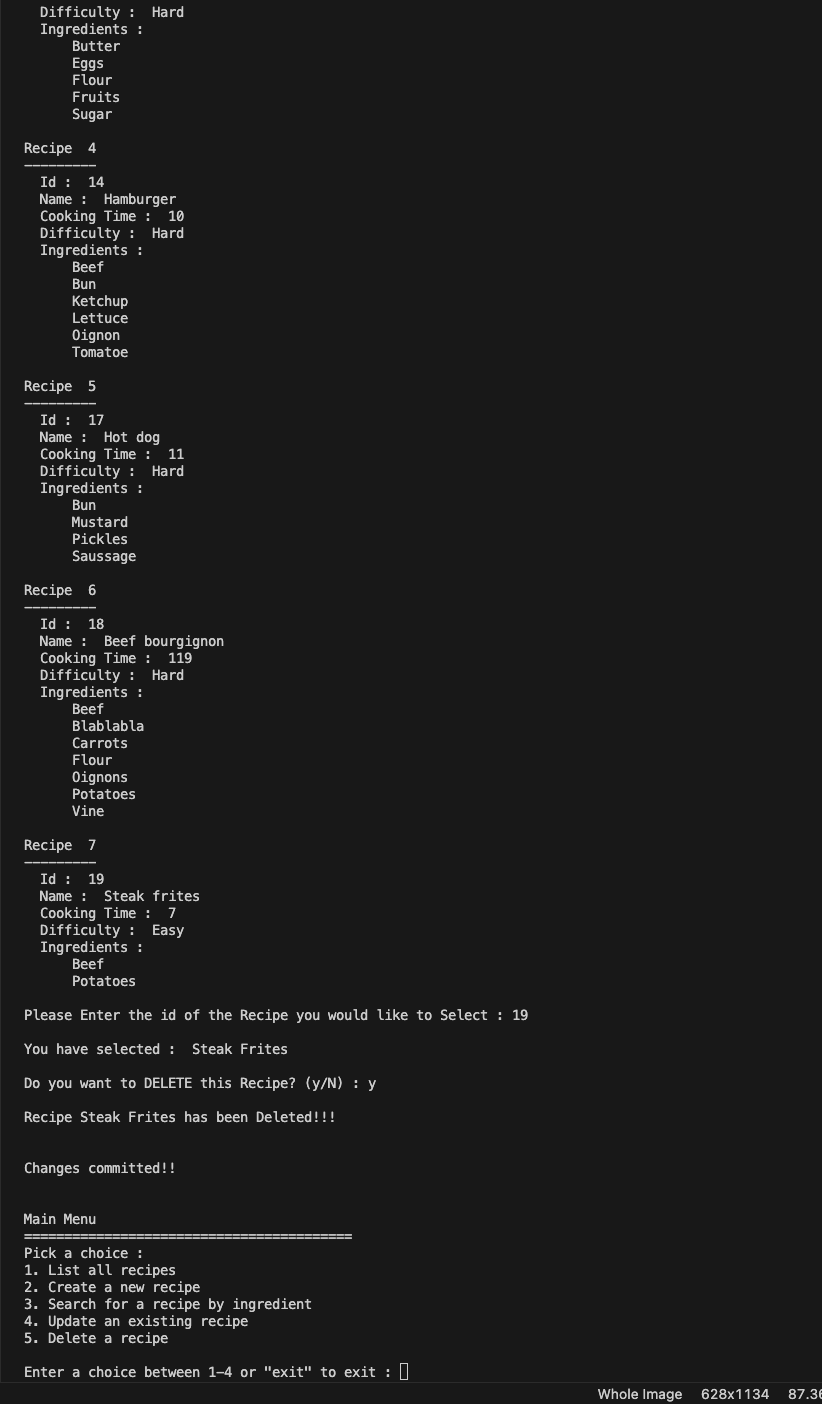 Difficulty :  Hard
Ingredients :
Butter
Eggs
Flour
Fruits
Sugar
Recipe  4
---------
Id :  14
Name :  Hamburger
Cooking Time :  10
Difficulty :  Hard
Ingredients :
Beef
Bun
Ketchup
Lettuce
Oignon
Tomatoe
Recipe  5
---------
Id :  17
Name :  Hot dog
Cooking Time :  11
Difficulty :  Hard
Ingredients :
Bun
Mustard
Pickles
Saussage
Recipe  6
---------
Id :  18
Name :  Beef bourgignon
Cooking Time :  119
Difficulty :  Hard
Ingredients :
Beef
Blablabla
Carrots
Flour
Oignons
Potatoes
Vine
Recipe  7
---------
Id :  19
Name :  Steak frites
Cooking Time :  7
Difficulty :  Easy
Ingredients :
Beef
Potatoes
Please Enter the id of the Recipe you would like to Select : 19
You have selected :  Steak Frites
Do you want to DELETE this Recipe? (y/N) : y
Recipe Steak Frites has been Deleted!!!
Changes committed!!
Main Menu
=========================================
Pick a choice :
1. List all recipes
2. Create a new recipe
3. Search for a recipe by ingredient
4. Update an existing recipe
5. Delete a recipe
Enter a choice between 1-4 or "exit" to exit :
Whole Image 628x1134